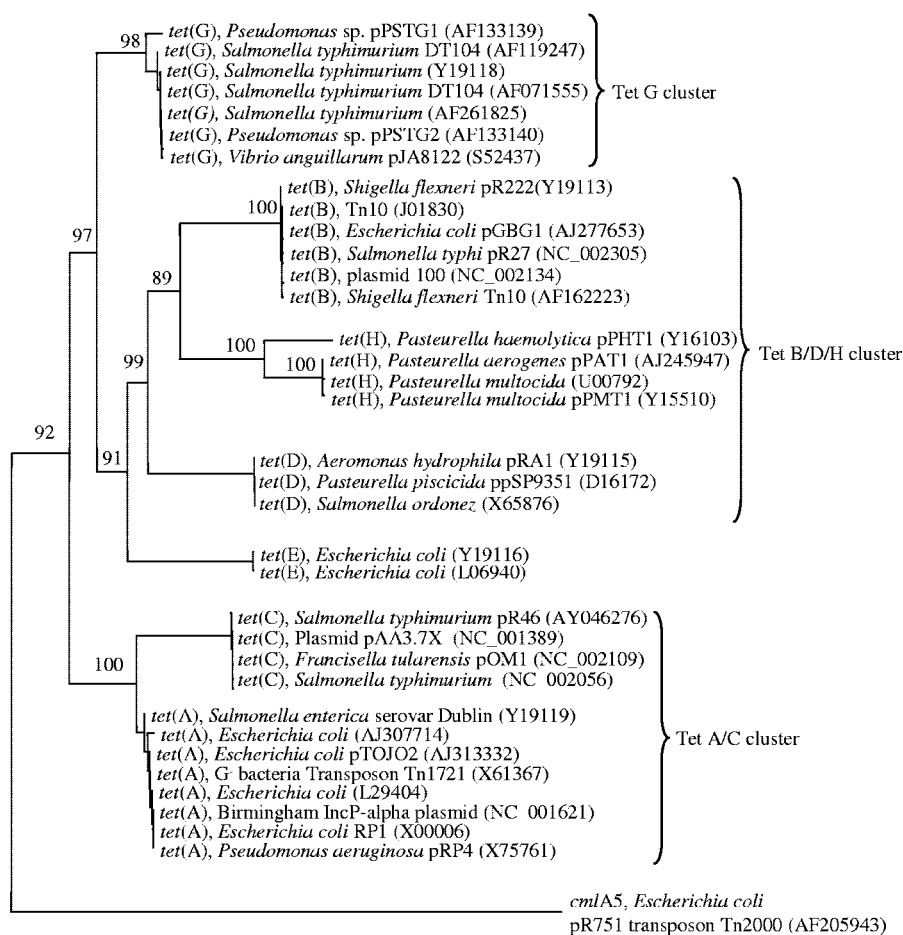 98
tet(G), Pseudomonas sp. pPSTG1 (AF133139)
tet(G), Salmonella typhimurium DT104 (AF119247)
tet(G), Salmonella typhimurium (Y19118)
tet(G), Salmonella typhimurium DT104 (AF071555)
tet(G), Salmonella typhimurium (AF261825)
tet(G), Pseudomonas sp. pPSTG2 (AF133140)
tet(G), Vibrio anguillarum pJA8122 (S52437)
Tet G cluster
97
100
tet(B), Shigella flexneri pR222(Y19113)
tet(B), Tn10 (J01830)
tet(B), Escherichia coli pGBG1 (AJ277653)
tet(B), Salmonella typhi pR27 (NC_002305)
tet(B), plasmid 100 (NC_002134)
tet(B), Shigella flexneri Tn10 (AF162223)
89
100
tet(H), Pasteurella haemolytica pPHT1 (Y16103)
100
tet(H), Pasteurella aerogenes pPAT1 (AJ245947)
tet(H), Pasteurella multocida (U00792)
tet(H), Pasteurella multocida pPMT1 (Y15510)
Tet B/D/H cluster
99
92
91
tet(D), Aeromonas hydrophila pRA1 (Y19115)
tet(D), Pasteurella piscicida ppSP9351 (D16172)
tet(D), Salmonella ordonez (X65876)
tet(E), Escherichia coli (Y19116)
tet(E), Escherichia coli (L06940)
100
tet(C), Salmonella typhimurium pR46 (AY046276)
tet(C), Plasmid pAA3.7X (NC_001389)
tet(C), Francisella tularensis pOM1 (NC_002109)
tet(C), Salmonella typhimurium (NC 002056)
tet(A), Salmonella enterica serovar Dublin (Y19119)
tet(A), Escherichia coli (AJ307714)
tet(A), Escherichia coli pTOJO2 (AJ313332)
tet(A), G- bacteria Transposon Tn1721 (X61367)
tet(A), Escherichia coli (L29404)
tet(A), Birmingham IncP-alpha plasmid (NC 001621)
tet(A), Escherichia coli RP1 (X00006)
tet(A), Pseudomonas aeruginosa pRP4 (X75761)
Tet A/C cluster
cmlA5, Escherichia coli
pR751 transposon Tn2000 (AF205943)